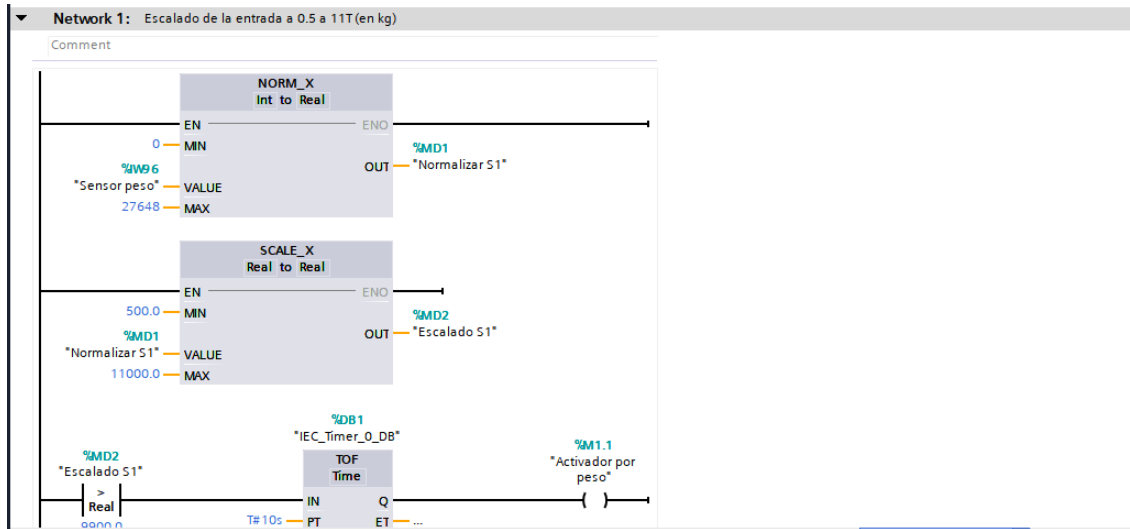 Network 1: Escalado de la entrada a 0.5 a 11T (en kg)
Comment
NORM_X
Int to Real
EN
ENO
0
MIN
%MD1
%IW96
OUT
"Normalizar S1"
"Sensor peso"
VALUE
27648
MAX
SCALE_X
Real to Real
EN
ENO
500.0
MIN
%MD2
%MD1
OUT
"Escalado S1"
"Normalizar S1"
VALUE
11000.0
MAX
%DB1
"IEC_Timer_0_DB"
%M1.1
%MD2
TOF
"Activador por
"Escalado S1"
Time
peso"
>
IN
Q
Real
T#10s
PT
ET
...
9900.0